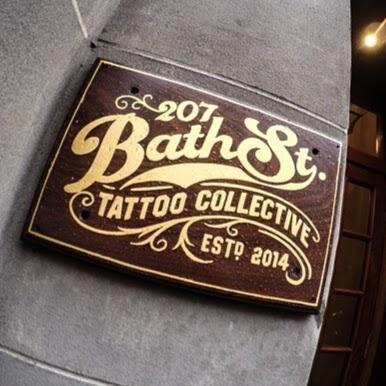 207
Bath St.
TATTOO COLLECTIVE
ESTD 2014